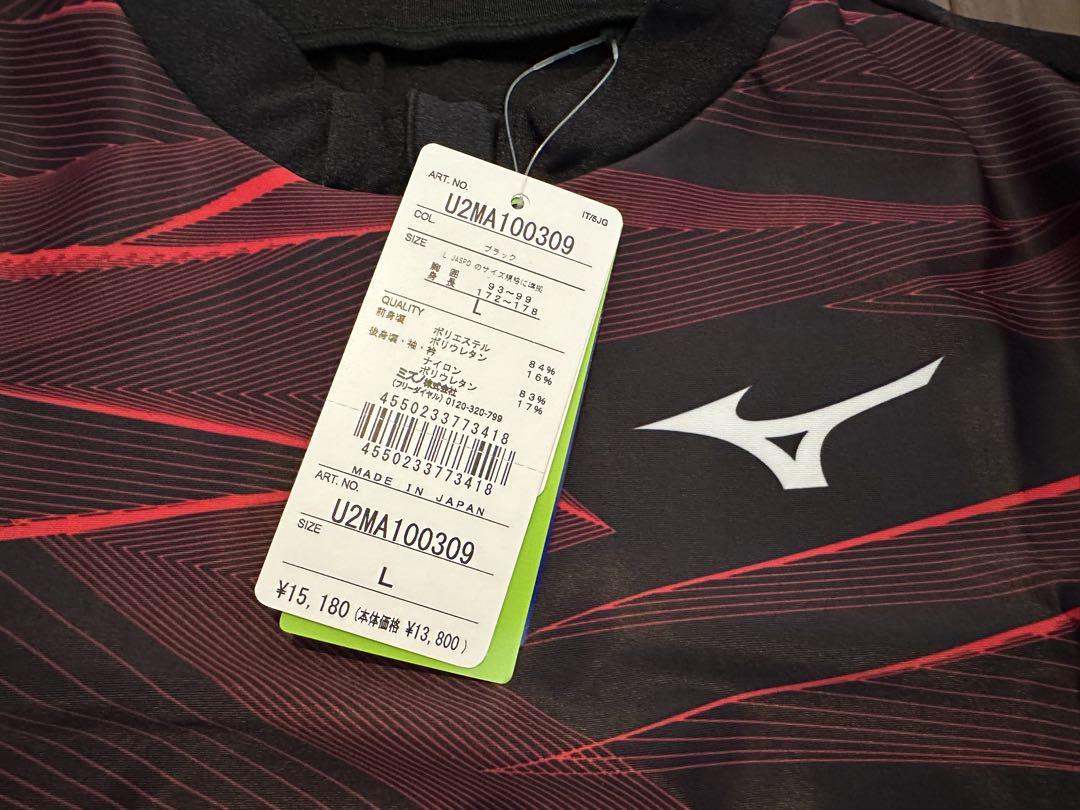 ART. NO.
IT/5JG
U2MA100309
COL.
ブラック
SIZE
L JASPO のサイズ規格に準拠
胸 囲 93~99
身 長 172~178
L
QUALITY
前身頃
ポリエステル 84%
ポリウレタン 16%
後身頃・袖・衿
ナイロン 83%
ポリウレタン 17%
ミズノ株式会社
(フリーダイヤル) 0120-320-799
4550233773418
4550233773418
MADE IN JAPAN
ART. NO.
U2MA100309
SIZE
L
¥15,180 (本体価格 ¥13,800)